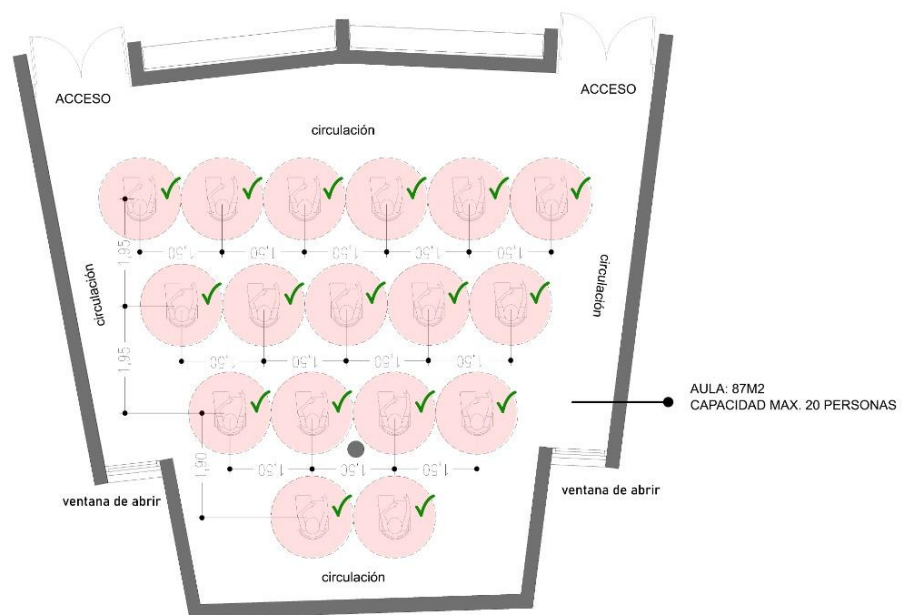 ACCESO
ACCESO
circulación
1,50 1,50 1,50 1,50 1,50
1,95
circulación
circulación
1,50 1,50 1,50 1,50
1,95
AULA: 87M2
CAPACIDAD MAX. 20 PERSONAS
1,50 1,50 1,50
1,90
ventana de abrir
ventana de abrir
circulación